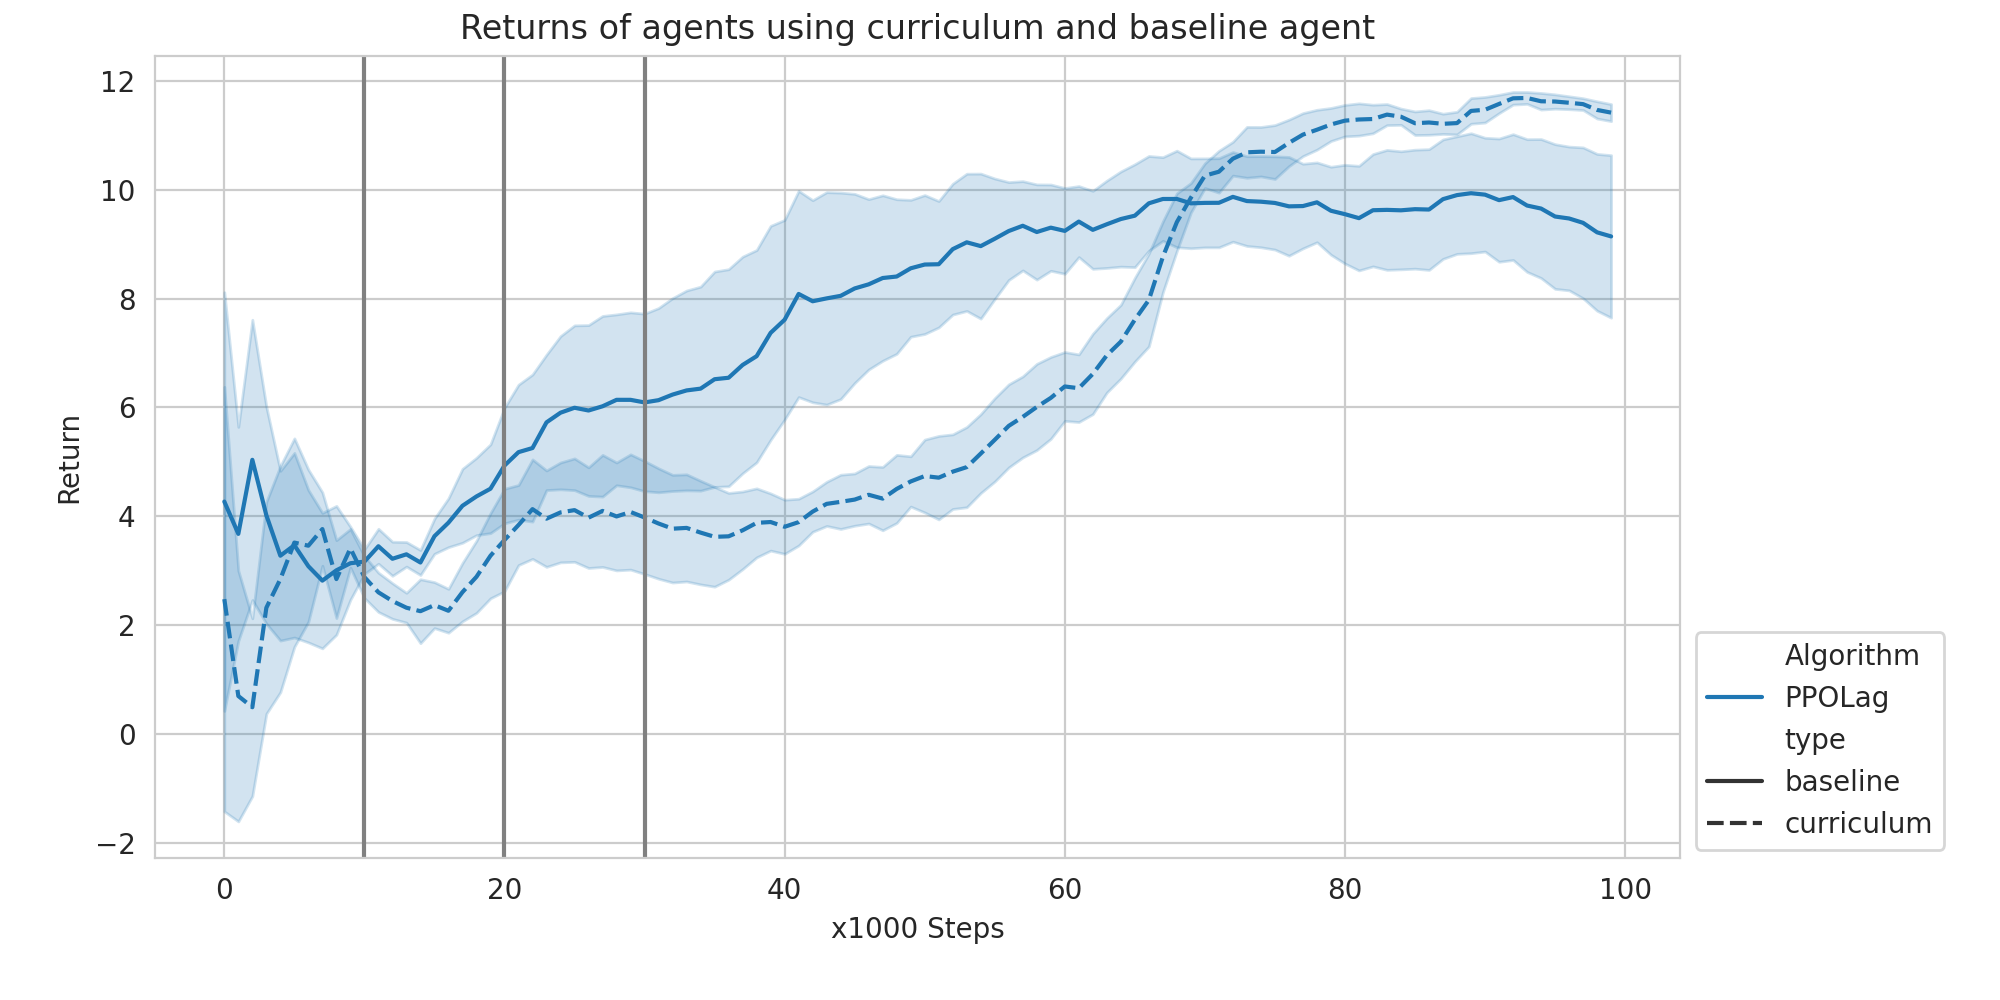 Returns of agents using curriculum and baseline agent
12
10
8
6
4
2
0
−2
Return
0 20 40 60 80 100
x1000 Steps
Algorithm
PPOLag
type
baseline
curriculum